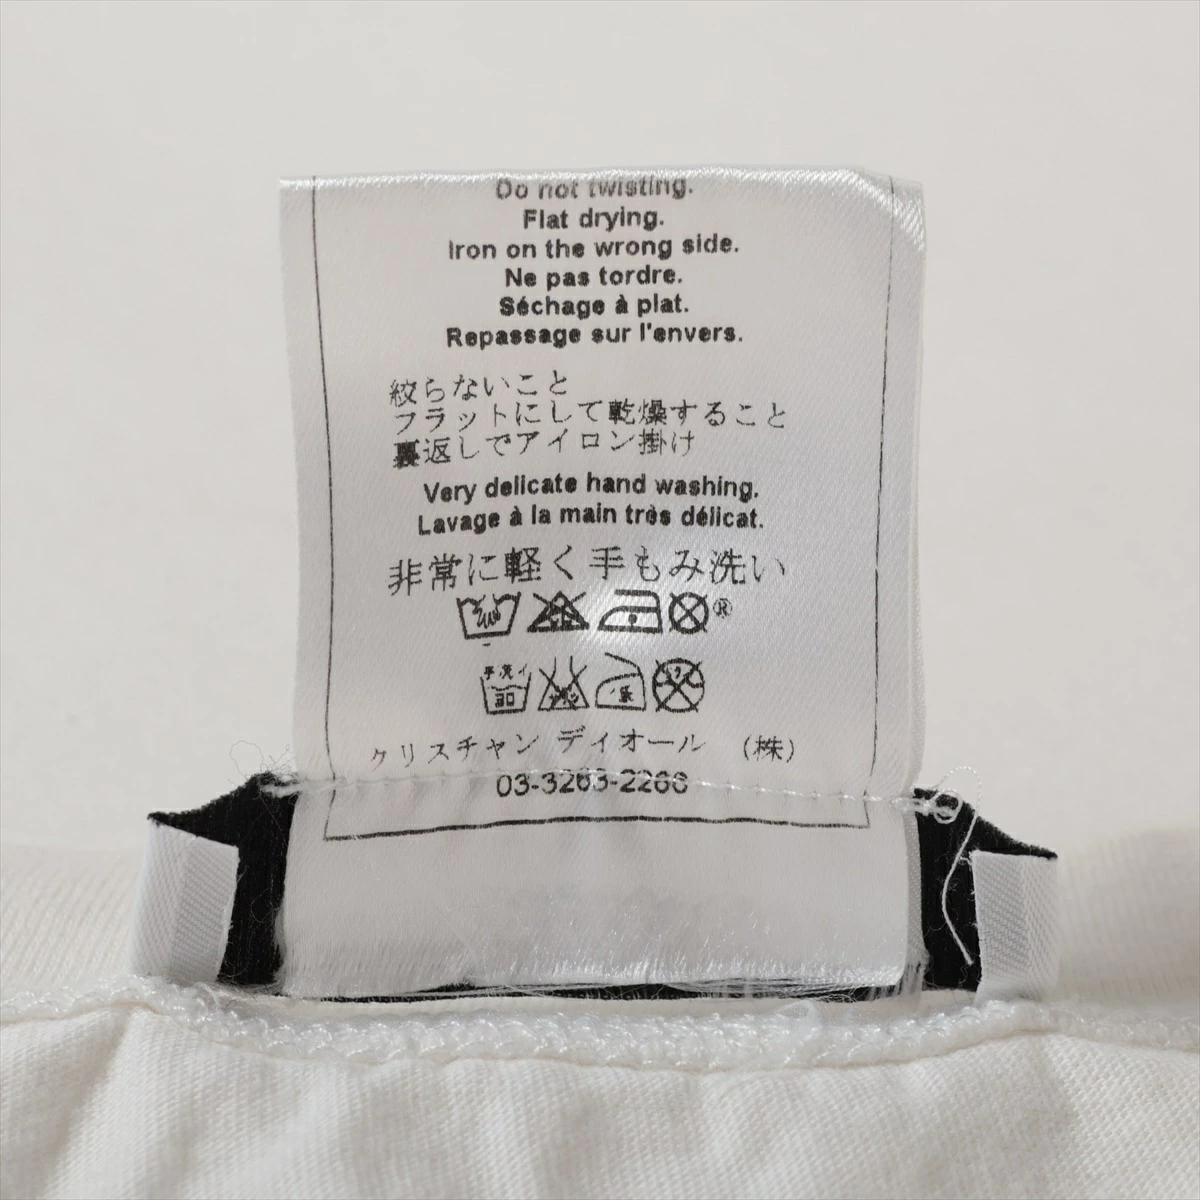 Do not twisting.
Flat drying.
Iron on the wrong side.
Ne pas tordre.
Séchage à plat.
Repassage sur l'envers.
絞らないこと
フラットにして乾燥すること
裏返しでアイロン掛け
Very delicate hand washing.
Lavage à la main très délicat.
非常に軽く手もみ洗い
®
手洗イ
30
クリスチャン ディオール (株)
03-3263-2266